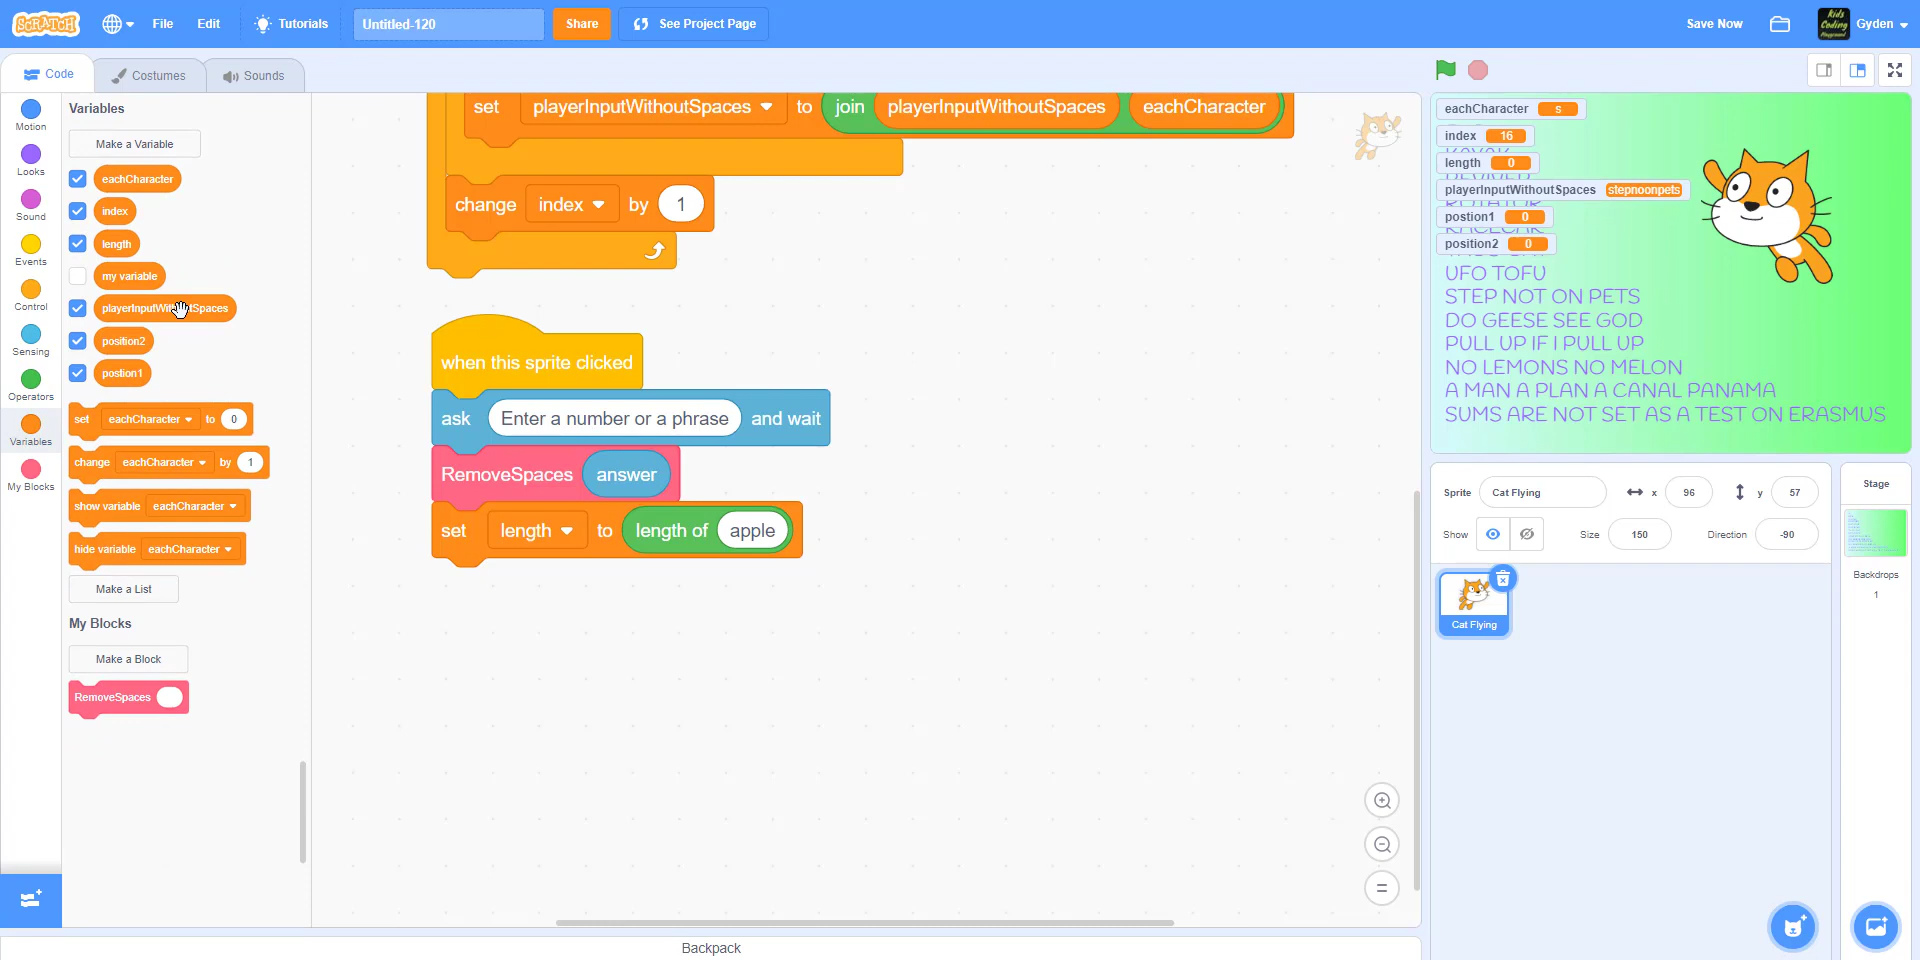 SCRATCH
File
Edit
Tutorials
Untitled-120
Share
See Project Page
Save Now
Kids
Coding
Playground
Gyden
Code
Costumes
Sounds
Motion
Looks
Sound
Events
Control
Sensing
Operators
Variables
My Blocks
Variables
Make a Variable
eachCharacter
index
length
my variable
playerInputWithoutSpaces
position2
postion1
set eachCharacter to 0
change eachCharacter by 1
show variable eachCharacter
hide variable eachCharacter
Make a List
My Blocks
Make a Block
RemoveSpaces
set playerInputWithoutSpaces to join playerInputWithoutSpaces eachCharacter
change index by 1
when this sprite clicked
ask Enter a number or a phrase and wait
RemoveSpaces answer
set length to length of apple
Backpack
eachCharacter s
index 16
length 0
playerInputWithoutSpaces stepnoonpets
postion1 0
position2 0
UFO TOFU
STEP NOT ON PETS
DO GEESE SEE GOD
PULL UP IF I PULL UP
NO LEMONS NO MELON
A MAN A PLAN A CANAL PANAMA
SUMS ARE NOT SET AS A TEST ON ERASMUS
Sprite Cat Flying x 96 y 57
Show Size 150 Direction -90
Cat Flying
Stage
Backdrops
1